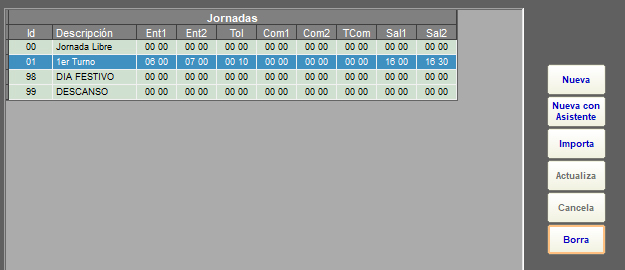 Jornadas
Id Descripción Ent1 Ent2 Tol Com1 Com2 TCom Sal1 Sal2
00 Jornada Libre 00 00 00 00 00 00 00 00 00 00 00 00 00 00 00 00
01 1er Turno 06 00 07 00 00 10 00 00 00 00 00 00 16 00 16 30
98 DIA FESTIVO 00 00 00 00 00 00 00 00 00 00 00 00 00 00 00 00
99 DESCANSO 00 00 00 00 00 00 00 00 00 00 00 00 00 00 00 00
Nueva
Nueva con
Asistente
Importa
Actualiza
Cancela
Borra